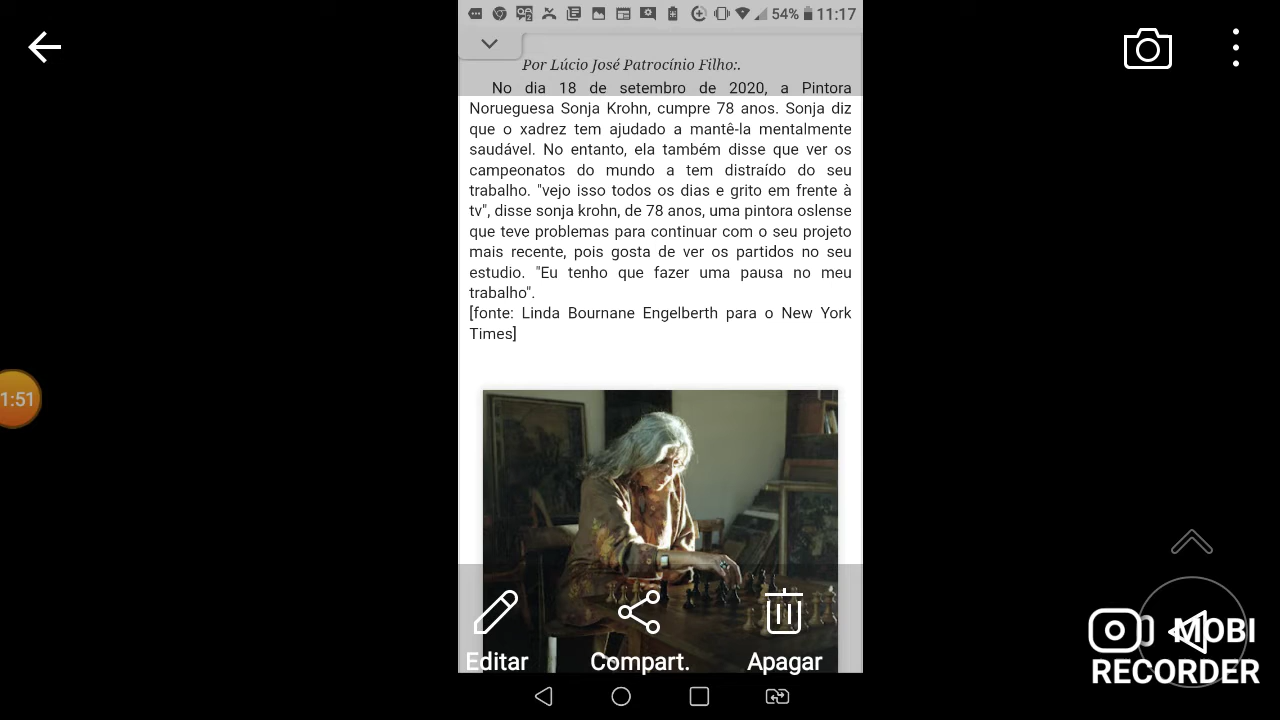 54% 11:17
Por Lúcio José Patrocínio Filho:.
No dia 18 de setembro de 2020, a Pintora
Norueguesa Sonja Krohn, cumpre 78 anos. Sonja diz
que o xadrez tem ajudado a mantê-la mentalmente
saudável. No entanto, ela também disse que ver os
campeonatos do mundo a tem distraído do seu
trabalho. "vejo isso todos os dias e grito em frente à
tv", disse sonja krohn, de 78 anos, uma pintora oslense
que teve problemas para continuar com o seu projeto
mais recente, pois gosta de ver os partidos no seu
estudio. "Eu tenho que fazer uma pausa no meu
trabalho".
[fonte: Linda Bournane Engelberth para o New York
Times]
1:51
Editar Compart. Apagar
MOBI
RECORDER